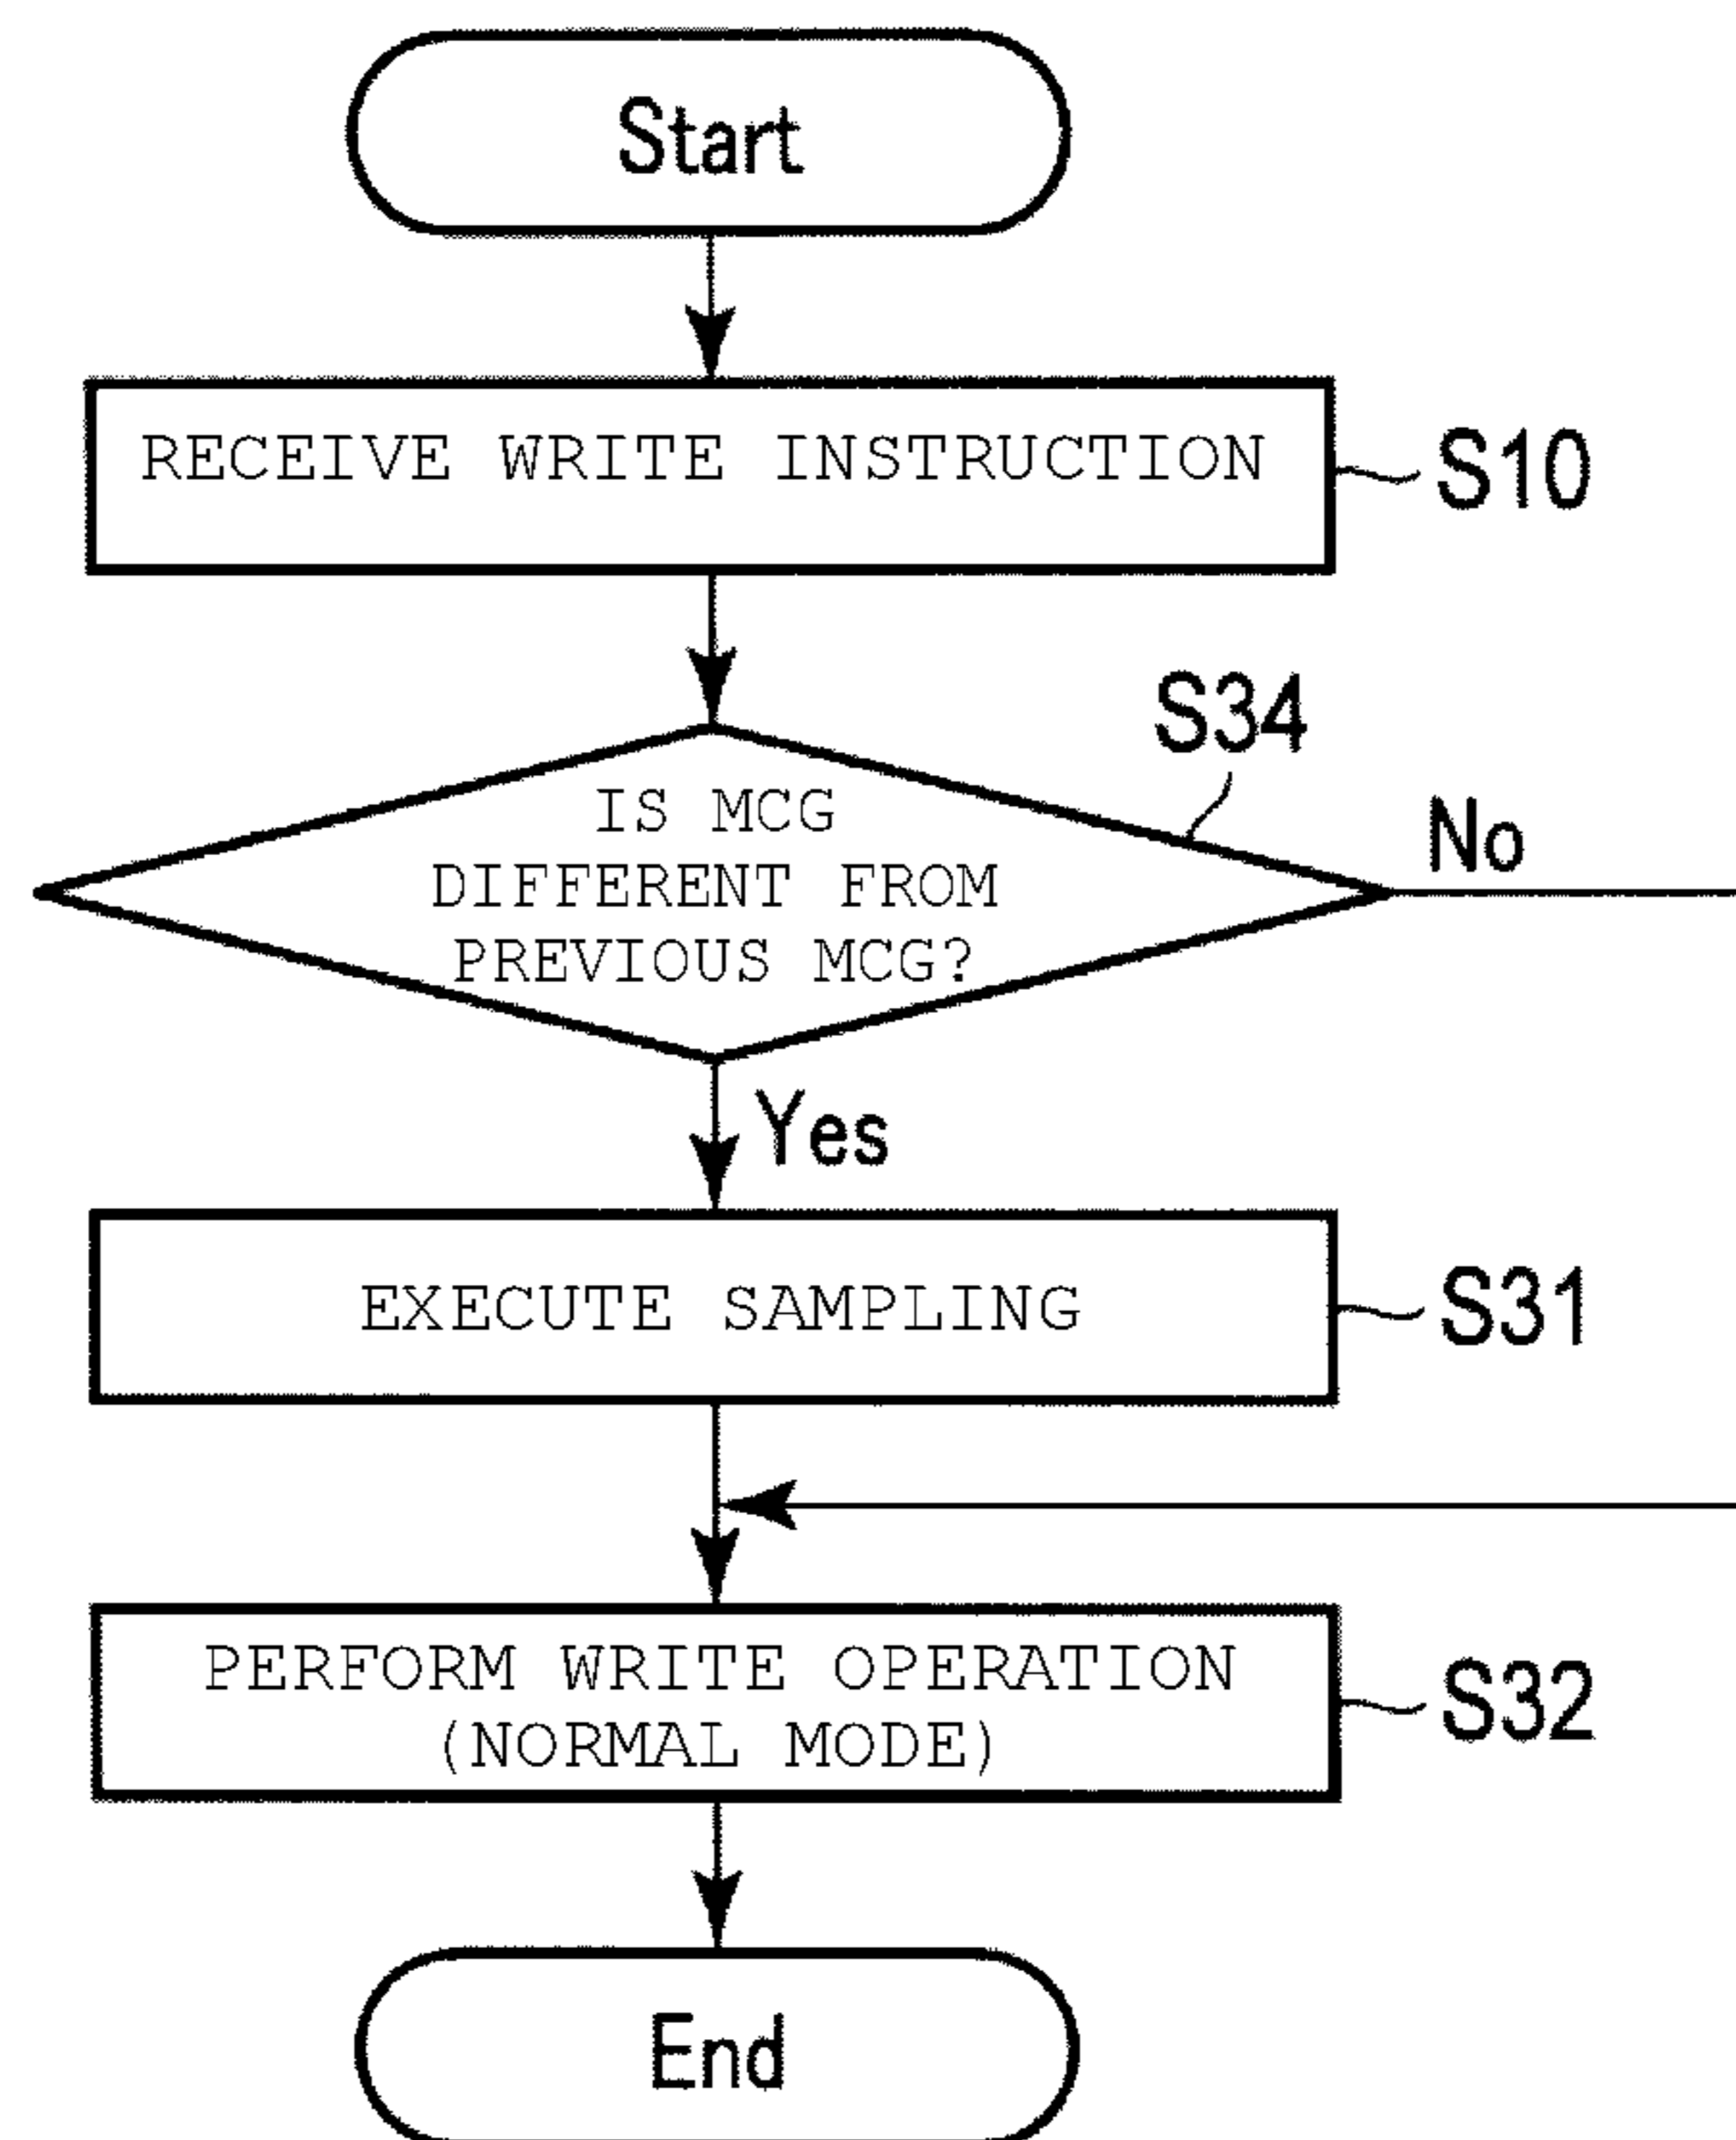 Start
RECEIVE WRITE INSTRUCTION
S10
S34
IS MCG
DIFFERENT FROM
PREVIOUS MCG?
No
Yes
EXECUTE SAMPLING
S31
PERFORM WRITE OPERATION
(NORMAL MODE)
S32
End